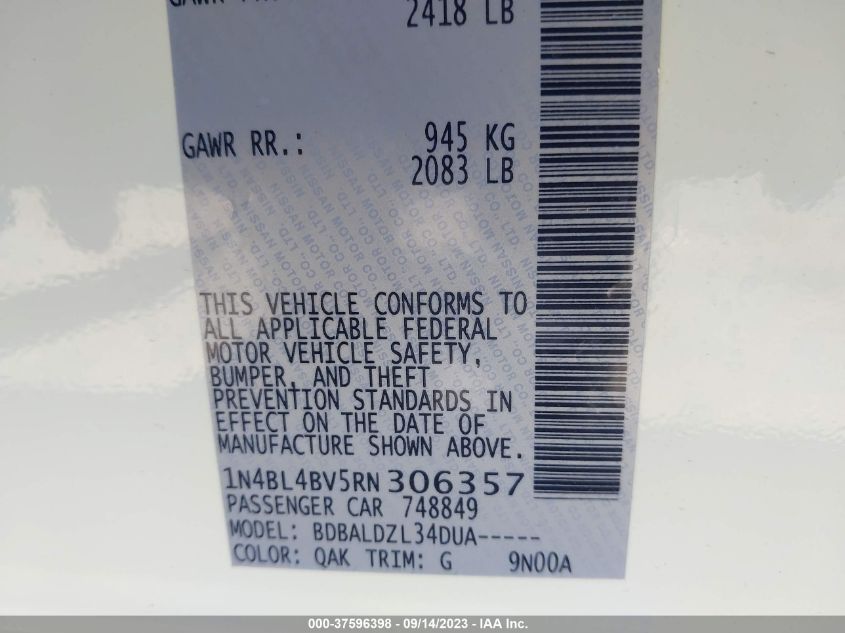 2418 LB
GAWR RR.: 945 KG
2083 LB
THIS VEHICLE CONFORMS TO
ALL APPLICABLE FEDERAL
MOTOR VEHICLE SAFETY,
BUMPER, AND THEFT
PREVENTION STANDARDS IN
EFFECT ON THE DATE OF
MANUFACTURE SHOWN ABOVE.
1N4BL4BV5RN306357
PASSENGER CAR 748849
MODEL: BDBALDZL34DUA-----
COLOR: QAK TRIM: G 9N00A
000-37596398 - 09/14/2023 - IAA Inc.